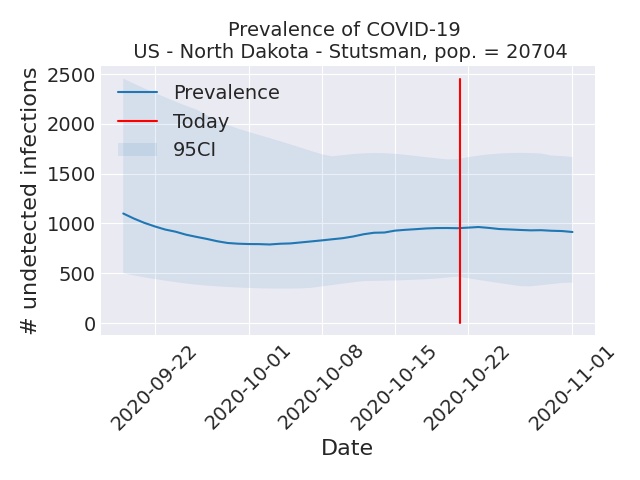 Prevalence of COVID-19
US - North Dakota - Stutsman, pop. = 20704
# undetected infections
2500
2000
1500
1000
500
0
Prevalence
Today
95CI
2020-09-22
2020-10-01
2020-10-08
2020-10-15
2020-10-22
2020-11-01
Date